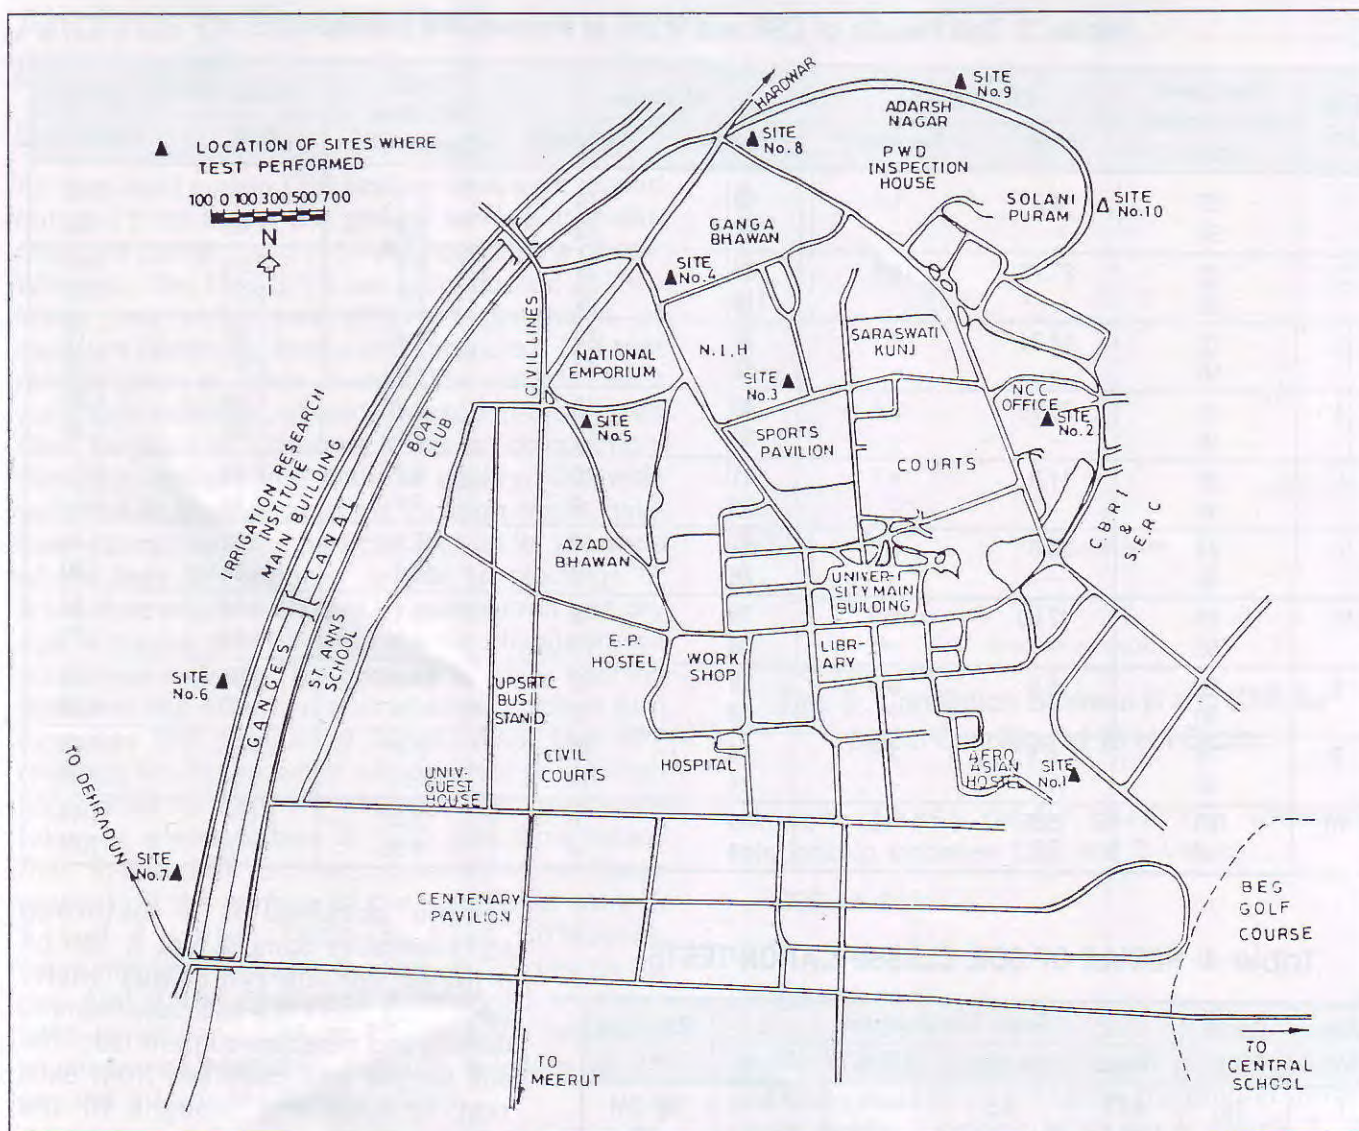 HARDWAR
SITE
No.9
ADARSH
NAGAR
▲ LOCATION OF SITES WHERE
TEST PERFORMED
SITE
No.8
PWD
INSPECTION
HOUSE
100 0 100 300 500 700
N
SOLANI
PURAM
SITE
No.10
GANGA
BHAWAN
SITE
No.4
CIVIL LINES
NATIONAL
EMPORIUM
N.I.H
SARASWATI
KUNJ
SITE
No.3
NCC
OFFICE
SITE
No.2
SITE
No.5
BOAT
CLUB
SPORTS
PAVILION
COURTS
IRRIGATION RESEARCH
INSTITUTE
MAIN BUILDING
C.B.R.I
&
S.E.R.C
AZAD
BHAWAN
UNIVER-
SITY MAIN
BUILDING
GANGES CANAL
ST. ANN'S
SCHOOL
E.P.
HOSTEL
WORK
SHOP
LIBR-
ARY
SITE
No.6
UPSRTC
BUS
STAND
TO DEHRADUN
CIVIL
COURTS
HOSPITAL
AFRO
ASIAN
HOSTEL
SITE
No.1
UNIV.
GUEST
HOUSE
SITE
No.7
CENTENARY
PAVILION
BEG
GOLF
COURSE
TO
MEERUT
TO
CENTRAL
SCHOOL